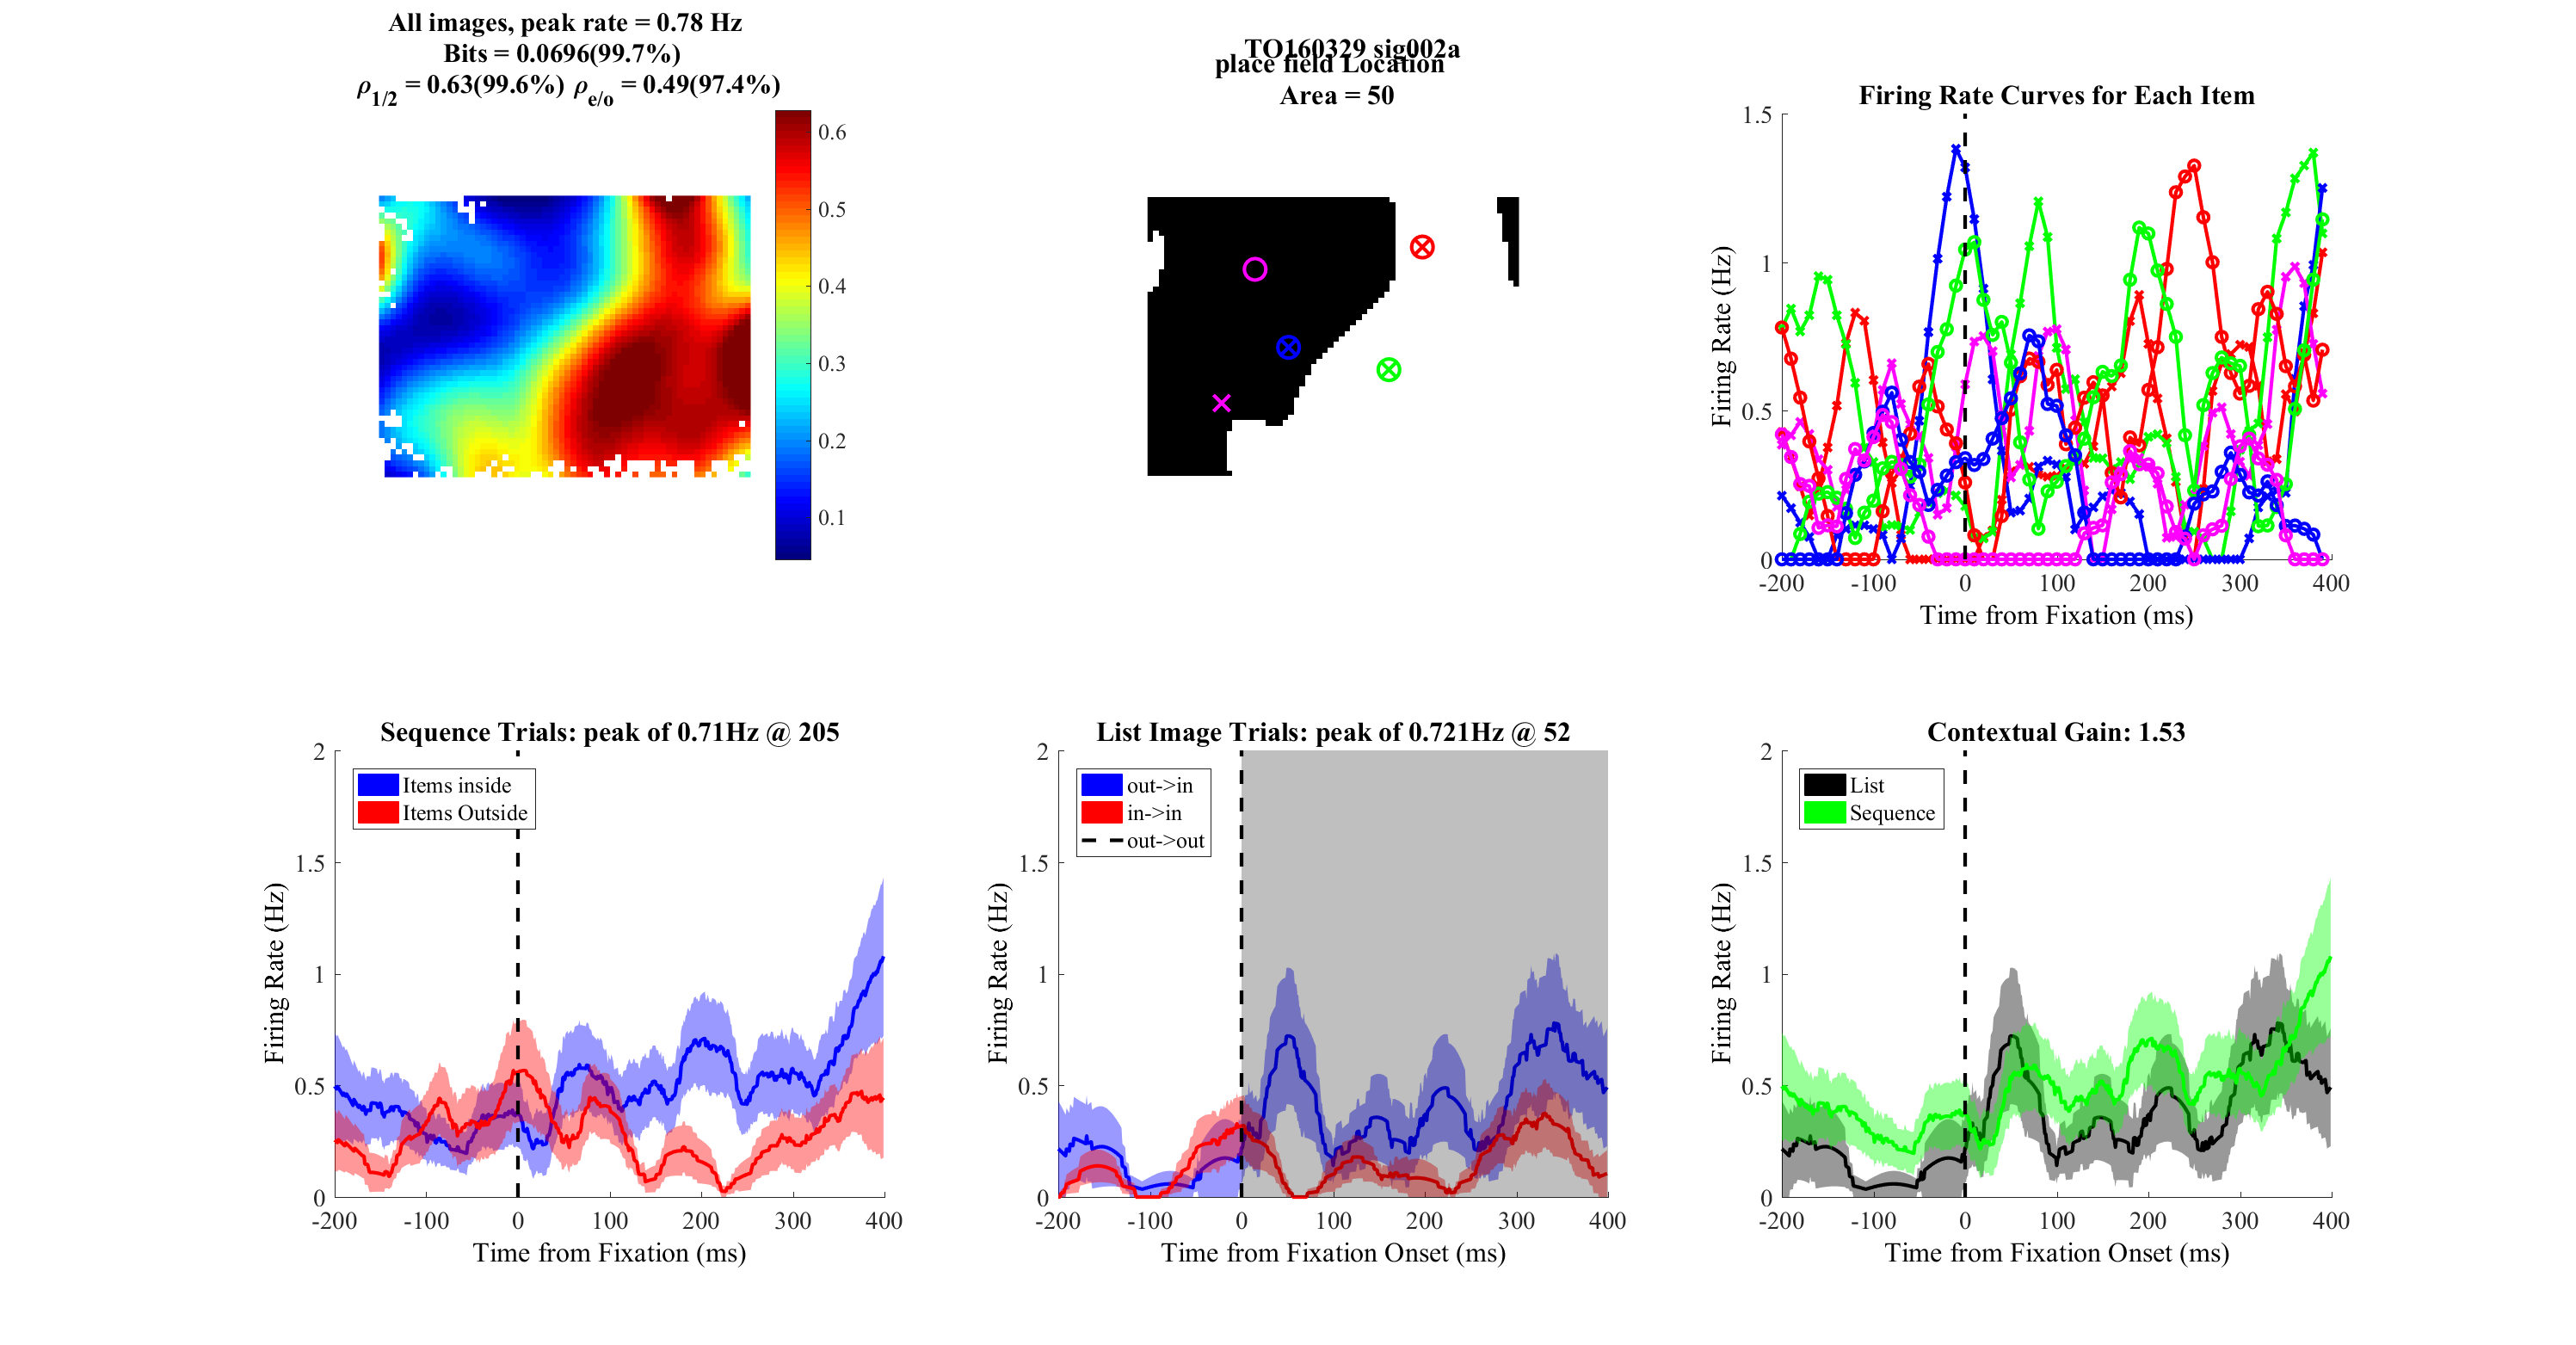 All images, peak rate = 0.78 Hz
Bits = 0.0696(99.7%)
ρ1/2 = 0.63(99.6%) ρe/o = 0.49(97.4%)
0.6
0.5
0.4
0.3
0.2
0.1
TO160329 sig002a
place field Location
Area = 50
Firing Rate Curves for Each Item
1.5
1
0.5
0
Firing Rate (Hz)
-200 -100 0 100 200 300 400
Time from Fixation (ms)
Sequence Trials: peak of 0.71Hz @ 205
Items inside
Items Outside
2
1.5
1
0.5
0
Firing Rate (Hz)
-200 -100 0 100 200 300 400
Time from Fixation (ms)
List Image Trials: peak of 0.721Hz @ 52
out->in
in->in
out->out
2
1.5
1
0.5
0
Firing Rate (Hz)
-200 -100 0 100 200 300 400
Time from Fixation Onset (ms)
Contextual Gain: 1.53
List
Sequence
2
1.5
1
0.5
0
Firing Rate (Hz)
-200 -100 0 100 200 300 400
Time from Fixation Onset (ms)